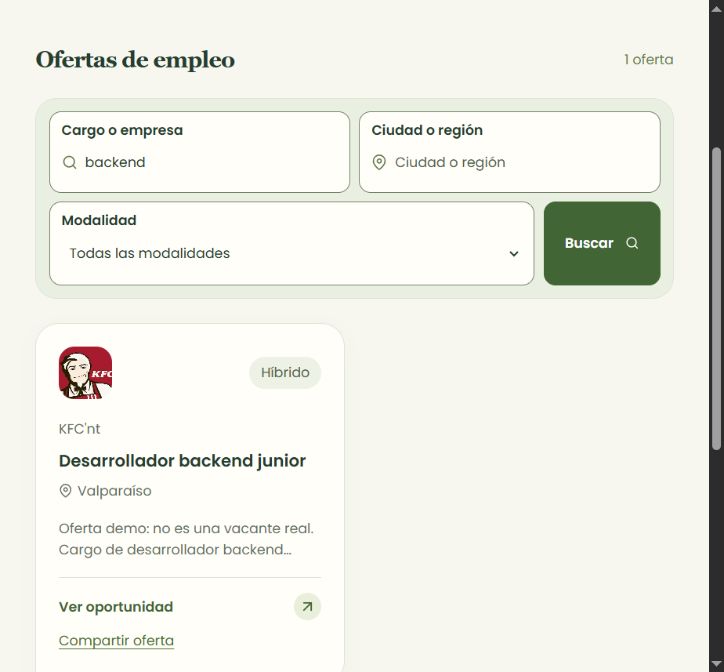 Ofertas de empleo
1 oferta
Cargo o empresa
backend
Ciudad o región
Ciudad o región
Modalidad
Todas las modalidades
Buscar
KFC
Híbrido
KFC'nt
Desarrollador backend junior
Valparaíso
Oferta demo: no es una vacante real.
Cargo de desarrollador backend...
Ver oportunidad
Compartir oferta